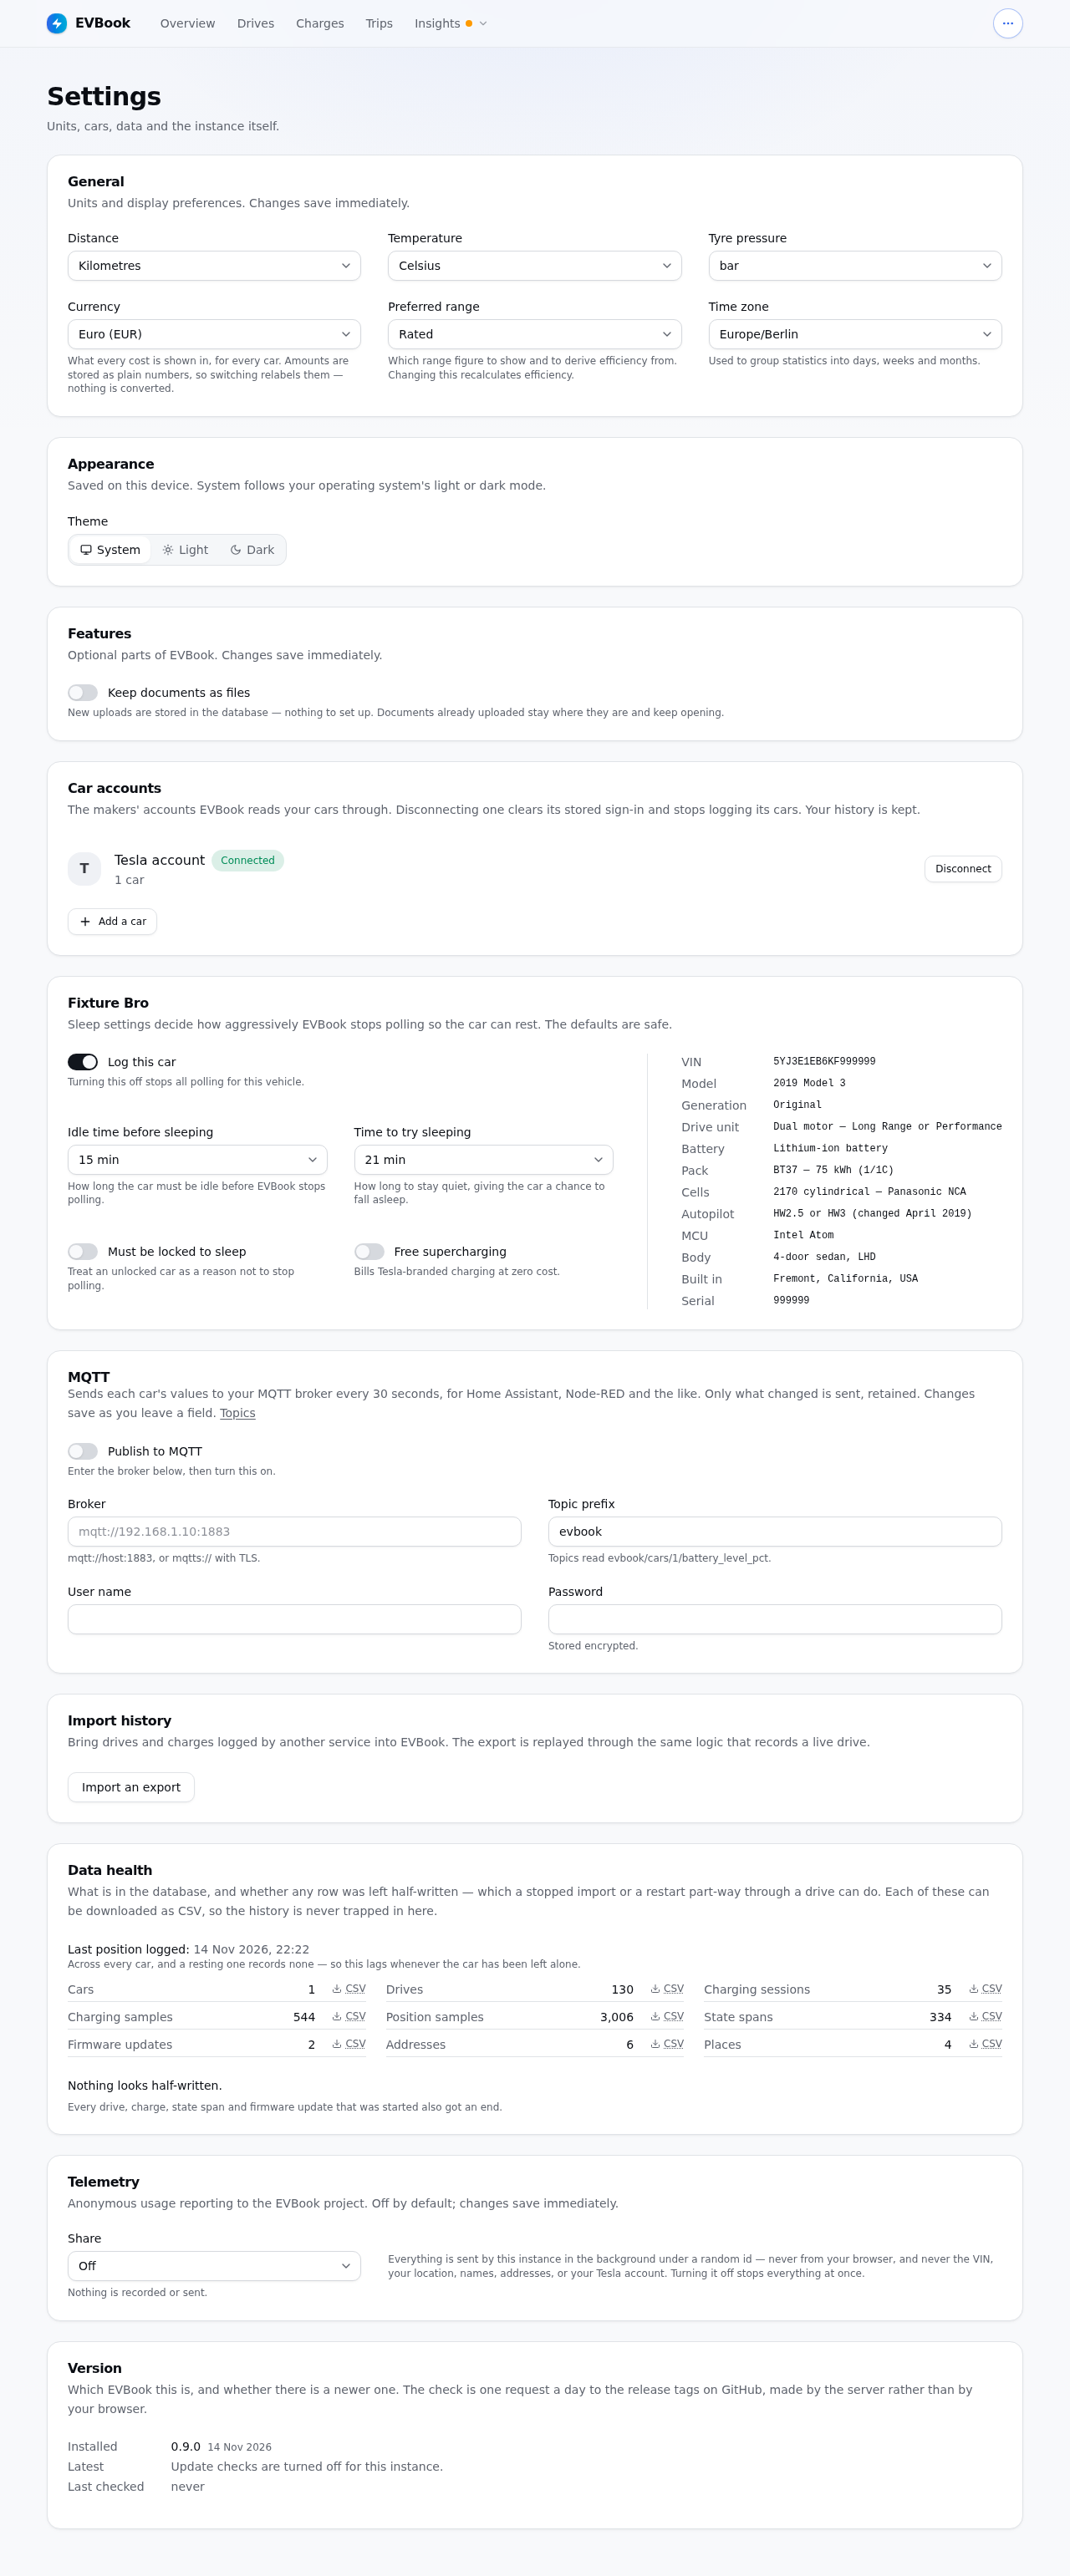 EVBook
Overview
Drives
Charges
Trips
Insights
Settings
Units, cars, data and the instance itself.
General
Units and display preferences. Changes save immediately.
Distance
Temperature
Tyre pressure
Kilometres
Celsius
bar
Currency
Preferred range
Time zone
Euro (EUR)
Rated
Europe/Berlin
What every cost is shown in, for every car. Amounts are
stored as plain numbers, so switching relabels them —
nothing is converted.
Which range figure to show and to derive efficiency from.
Changing this recalculates efficiency.
Used to group statistics into days, weeks and months.
Appearance
Saved on this device. System follows your operating system's light or dark mode.
Theme
System
Light
Dark
Features
Optional parts of EVBook. Changes save immediately.
Keep documents as files
New uploads are stored in the database — nothing to set up. Documents already uploaded stay where they are and keep opening.
Car accounts
The makers' accounts EVBook reads your cars through. Disconnecting one clears its stored sign-in and stops logging its cars. Your history is kept.
T
Tesla account
Connected
1 car
Disconnect
Add a car
Fixture Bro
Sleep settings decide how aggressively EVBook stops polling so the car can rest. The defaults are safe.
Log this car
Turning this off stops all polling for this vehicle.
Idle time before sleeping
Time to try sleeping
15 min
21 min
How long the car must be idle before EVBook stops
polling.
How long to stay quiet, giving the car a chance to
fall asleep.
Must be locked to sleep
Free supercharging
Treat an unlocked car as a reason not to stop
polling.
Bills Tesla-branded charging at zero cost.
VIN 5YJ3E1EB6KF999999
Model 2019 Model 3
Generation Original
Drive unit Dual motor — Long Range or Performance
Battery Lithium-ion battery
Pack BT37 — 75 kWh (1/1C)
Cells 2170 cylindrical — Panasonic NCA
Autopilot HW2.5 or HW3 (changed April 2019)
MCU Intel Atom
Body 4-door sedan, LHD
Built in Fremont, California, USA
Serial 999999
MQTT
Sends each car's values to your MQTT broker every 30 seconds, for Home Assistant, Node-RED and the like. Only what changed is sent, retained. Changes
save as you leave a field. Topics
Publish to MQTT
Enter the broker below, then turn this on.
Broker
Topic prefix
mqtt://192.168.1.10:1883
evbook
mqtt://host:1883, or mqtts:// with TLS.
Topics read evbook/cars/1/battery_level_pct.
User name
Password
Stored encrypted.
Import history
Bring drives and charges logged by another service into EVBook. The export is replayed through the same logic that records a live drive.
Import an export
Data health
What is in the database, and whether any row was left half-written — which a stopped import or a restart part-way through a drive can do. Each of these can
be downloaded as CSV, so the history is never trapped in here.
Last position logged: 14 Nov 2026, 22:22
Across every car, and a resting one records none — so this lags whenever the car has been left alone.
Cars 1 CSV
Drives 130 CSV
Charging sessions 35 CSV
Charging samples 544 CSV
Position samples 3,006 CSV
State spans 334 CSV
Firmware updates 2 CSV
Addresses 6 CSV
Places 4 CSV
Nothing looks half-written.
Every drive, charge, state span and firmware update that was started also got an end.
Telemetry
Anonymous usage reporting to the EVBook project. Off by default; changes save immediately.
Share
Off
Nothing is recorded or sent.
Everything is sent by this instance in the background under a random id — never from your browser, and never the VIN,
your location, names, addresses, or your Tesla account. Turning it off stops everything at once.
Version
Which EVBook this is, and whether there is a newer one. The check is one request a day to the release tags on GitHub, made by the server rather than by
your browser.
Installed 0.9.0 14 Nov 2026
Latest Update checks are turned off for this instance.
Last checked never